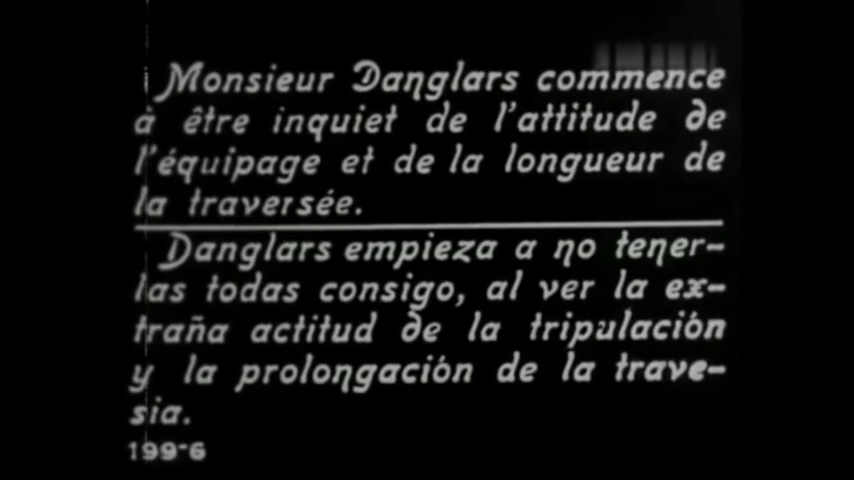 Monsieur Danglars commence
à être inquiet de l'attitude de
l'équipage et de la longueur de
la traversée.
Danglars empieza a no tener-
las todas consigo, al ver la ex-
traña actitud de la tripulación
y la prolongación de la trave-
sia.
199-6